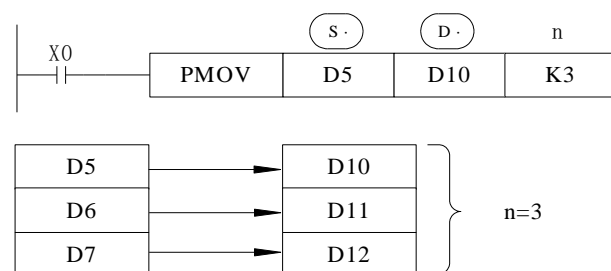 S · D · n
X0
PMOV D5 D10 K3
D5 D10
D6 D11 n=3
D7 D12